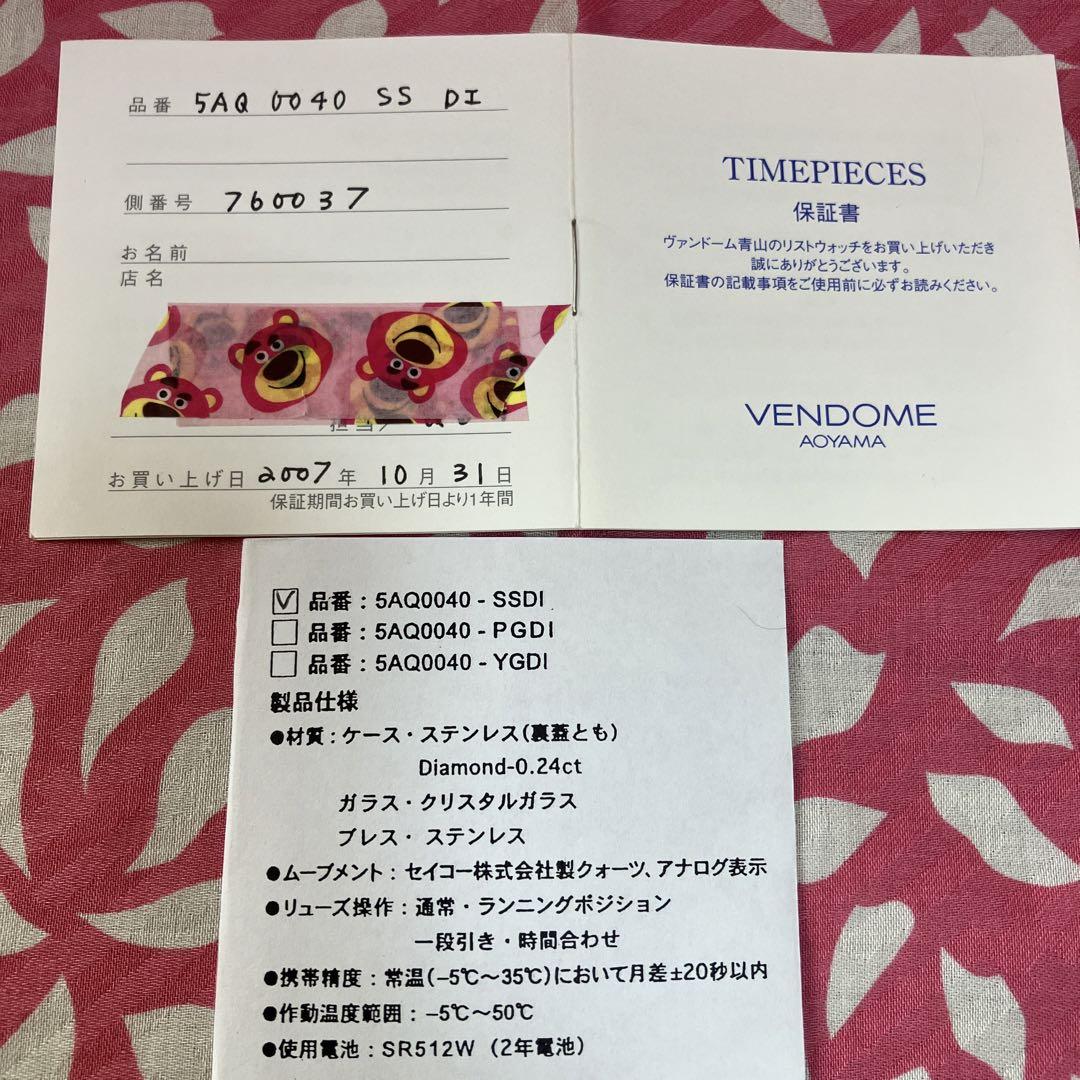 品番 5AQ 0040 SS DI
側番号 760037
お名前
店名
担当
お買い上げ日 2007年 10月 31日
保証期間お買い上げ日より1年間
TIMEPIECES
保証書
ヴァンドーム青山のリストウォッチをお買い上げいただき
誠にありがとうございます。
保証書の記載事項をご使用前に必ずお読みください。
VENDOME
AOYAMA
☑ 品番：5AQ0040 - SSDI
☐ 品番：5AQ0040 - PGDI
☐ 品番：5AQ0040 - YGDI
製品仕様
●材質：ケース・ステンレス（裏蓋とも）
Diamond-0.24ct
ガラス・クリスタルガラス
ブレス・ステンレス
●ムーブメント：セイコー株式会社製クォーツ、アナログ表示
●リューズ操作：通常・ランニングポジション
一段引き・時間合わせ
●携帯精度：常温（−5℃〜35℃）において月差±20秒以内
●作動温度範囲：−5℃〜50℃
●使用電池：SR512W（2年電池）